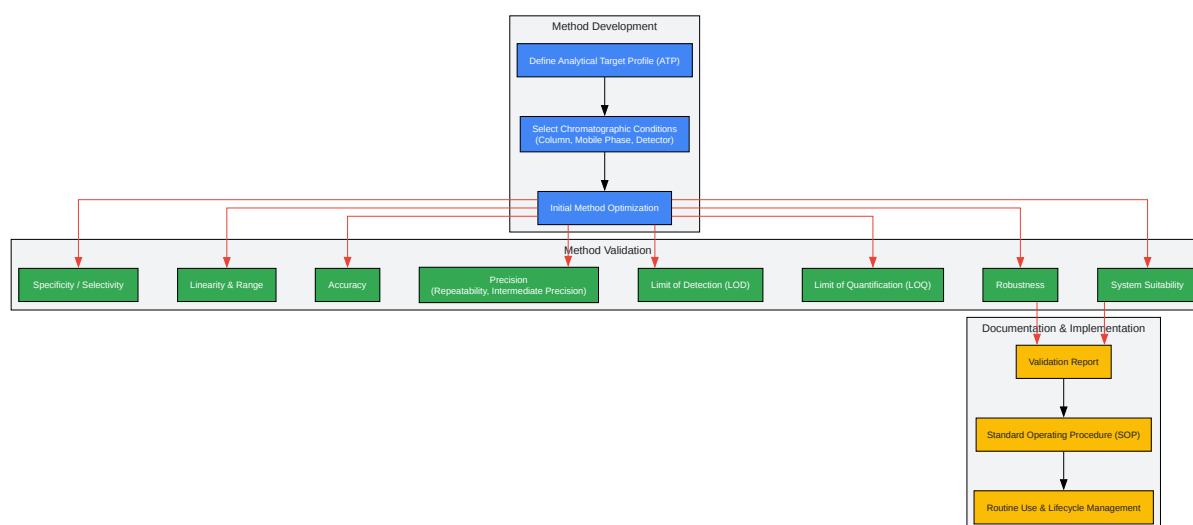 Method Development
Define Analytical Target Profile (ATP)
Select Chromatographic Conditions
(Column, Mobile Phase, Detector)
Initial Method Optimization
Method Validation
Specificity / Selectivity
Linearity & Range
Accuracy
Precision
(Repeatability, Intermediate Precision)
Limit of Detection (LOD)
Limit of Quantification (LOQ)
Robustness
System Suitability
Documentation & Implementation
Validation Report
Standard Operating Procedure (SOP)
Routine Use & Lifecycle Management